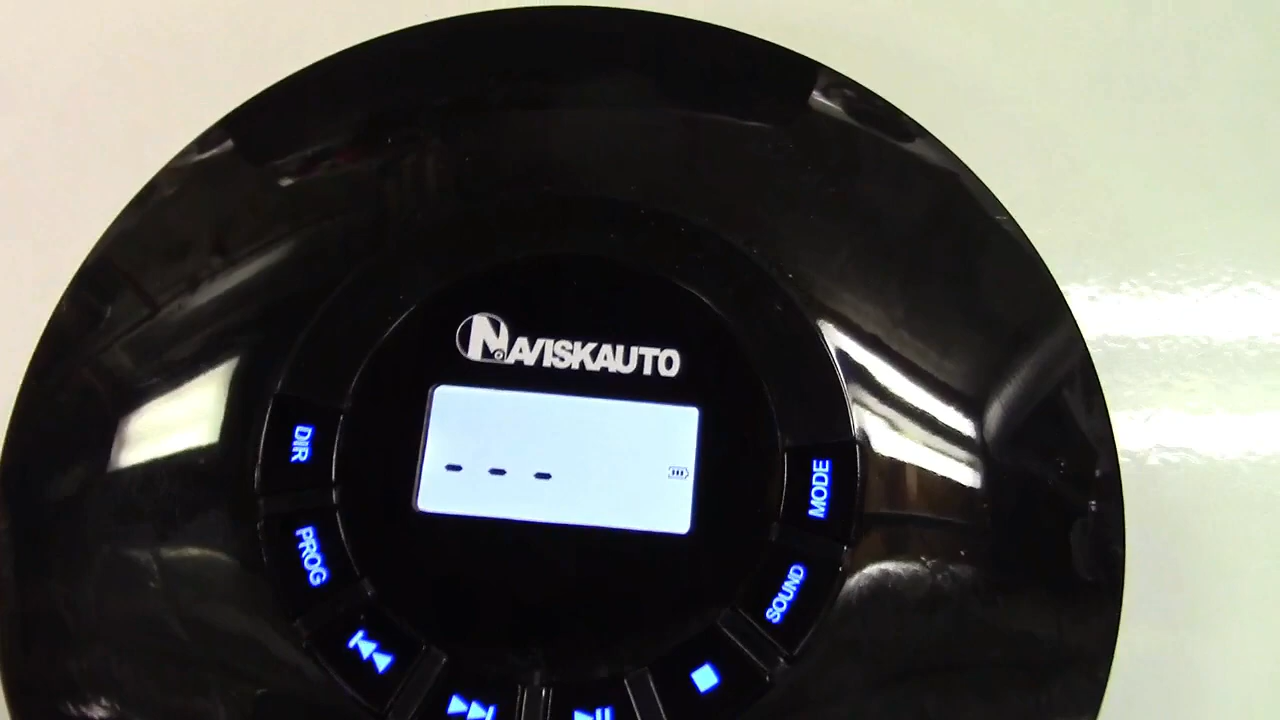 NAVISKAUTO
- - -
DIR
MODE
PROG
SOUND